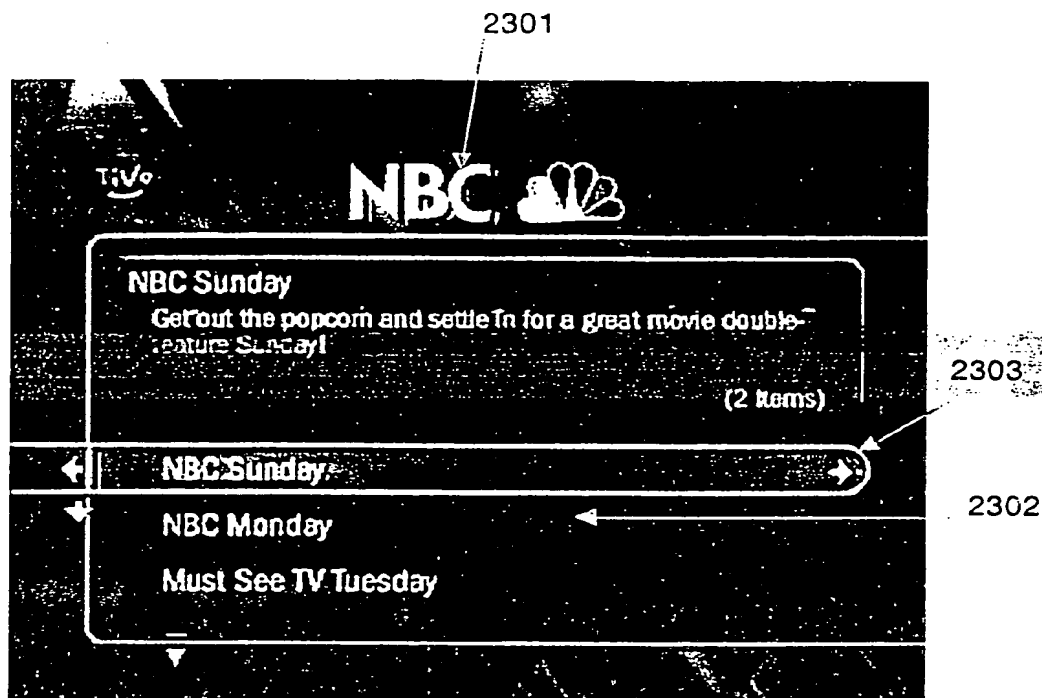 2301
TiVo
NBC
NBC Sunday
Get out the popcorn and settle in for a great movie double-
feature Sunday!
(2 items)
2303
NBC Sunday
2302
NBC Monday
Must See TV Tuesday